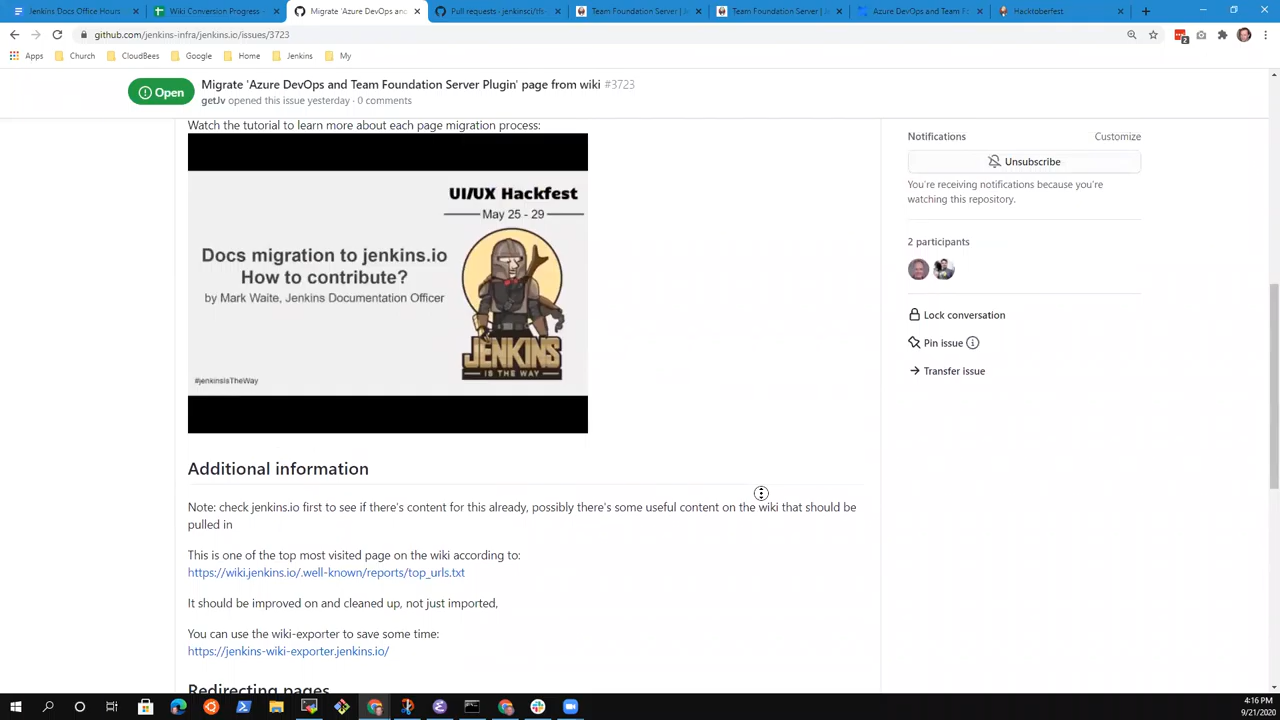 Jenkins Docs Office Hours
Wiki Conversion Progress -
Migrate 'Azure DevOps and
Pull requests · jenkinsci/tfs-
Team Foundation Server | J
Team Foundation Server | J
Azure DevOps and Team Fo
Hacktoberfest
github.com/jenkins-infra/jenkins.io/issues/3723
2
Apps
Church
CloudBees
Google
Home
Jenkins
My
Open
Migrate 'Azure DevOps and Team Foundation Server Plugin' page from wiki #3723
getJv opened this issue yesterday · 0 comments
Watch the tutorial to learn more about each page migration process:
UI/UX Hackfest
May 25 - 29
Docs migration to jenkins.io
How to contribute?
by Mark Waite, Jenkins Documentation Officer
JENKINS
IS THE WAY
#jenkinsIsTheWay
Notifications
Customize
Unsubscribe
You're receiving notifications because you're
watching this repository.
2 participants
Lock conversation
Pin issue
Transfer issue
Additional information
Note: check jenkins.io first to see if there's content for this already, possibly there's some useful content on the wiki that should be
pulled in
This is one of the top most visited page on the wiki according to:
https://wiki.jenkins.io/.well-known/reports/top_urls.txt
It should be improved on and cleaned up, not just imported,
You can use the wiki-exporter to save some time:
https://jenkins-wiki-exporter.jenkins.io/
Redirecting pages
4:16 PM
9/21/2020